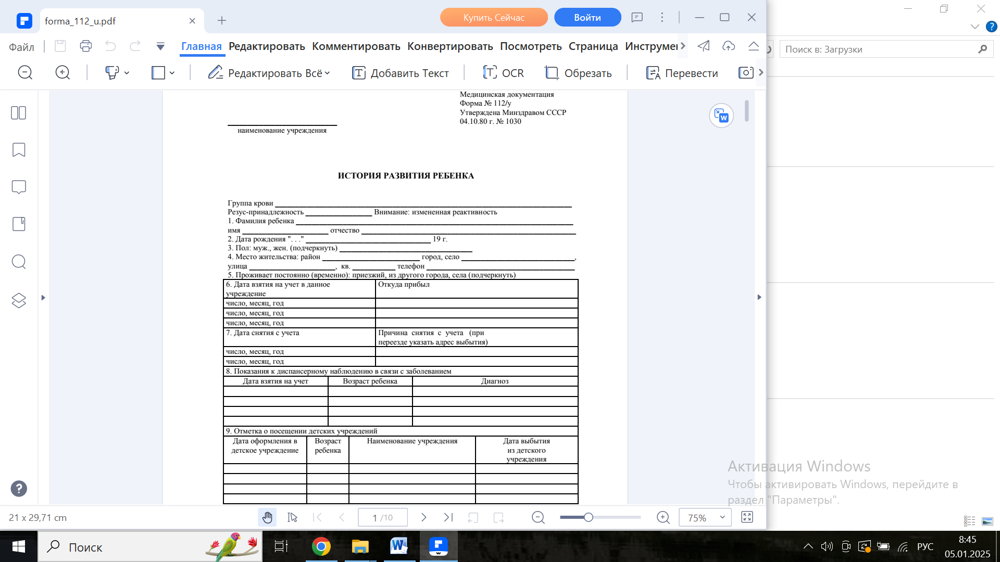 forma_112_u.pdf
Купить Сейчас
Войти
Файл
Главная
Редактировать
Комментировать
Конвертировать
Посмотреть
Страница
Поиск в: Загрузки
Редактировать Всё
Добавить Текст
OCR
Обрезать
Перевести
Медицинская документация
Форма № 112/у
Утверждена Минздравом СССР
04.10.80 г. № 1030
наименование учреждения
ИСТОРИЯ РАЗВИТИЯ РЕБЕНКА
Группа крови
Резус-принадлежность Внимание: измененная реактивность
1. Фамилия ребенка
имя отчество
2. Дата рождения ". . ." 19 г.
3. Пол: муж., жен. (подчеркнуть)
4. Место жительства: район город, село ,
улица , кв. телефон
5. Проживает постоянно (временно): приезжий, из другого города, села (подчеркнуть)
6. Дата взятия на учет в данное
учреждение
Откуда прибыл
число, месяц, год
число, месяц, год
число, месяц, год
7. Дата снятия с учета
Причина снятия с учета (при
переезде указать адрес выбытия)
число, месяц, год
число, месяц, год
8. Показания к диспансерному наблюдению в связи с заболеванием
Дата взятия на учет
Возраст ребенка
Диагноз
9. Отметка о посещении детских учреждений
Дата оформления в
детское учреждение
Возраст
ребенка
Наименование учреждения
Дата выбытия
из детского
учреждения
Активация Windows
Чтобы активировать Windows, перейдите в
раздел "Параметры".
21 x 29,71 cm
1 /10
75%
Поиск
РУС
8:45
05.01.2025